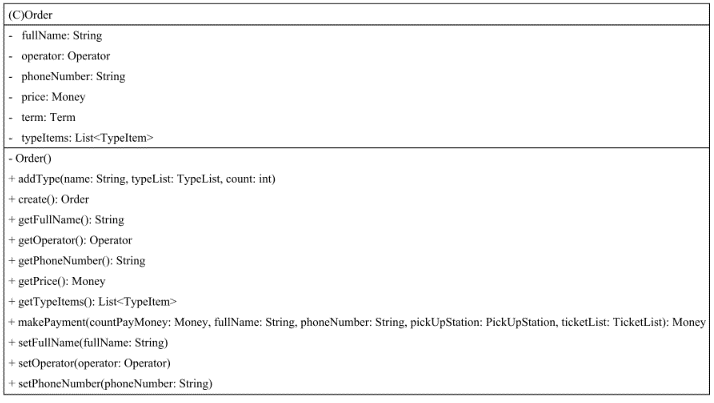 (C)Order
- fullName: String
- operator: Operator
- phoneNumber: String
- price: Money
- term: Term
- typeItems: List<TypeItem>
- Order()
+ addType(name: String, typeList: TypeList, count: int)
+ create(): Order
+ getFullName(): String
+ getOperator(): Operator
+ getPhoneNumber(): String
+ getPrice(): Money
+ getTypeItems(): List<TypeItem>
+ makePayment(countPayMoney: Money, fullName: String, phoneNumber: String, pickUpStation: PickUpStation, ticketList: TicketList): Money
+ setFullName(fullName: String)
+ setOperator(operator: Operator)
+ setPhoneNumber(phoneNumber: String)